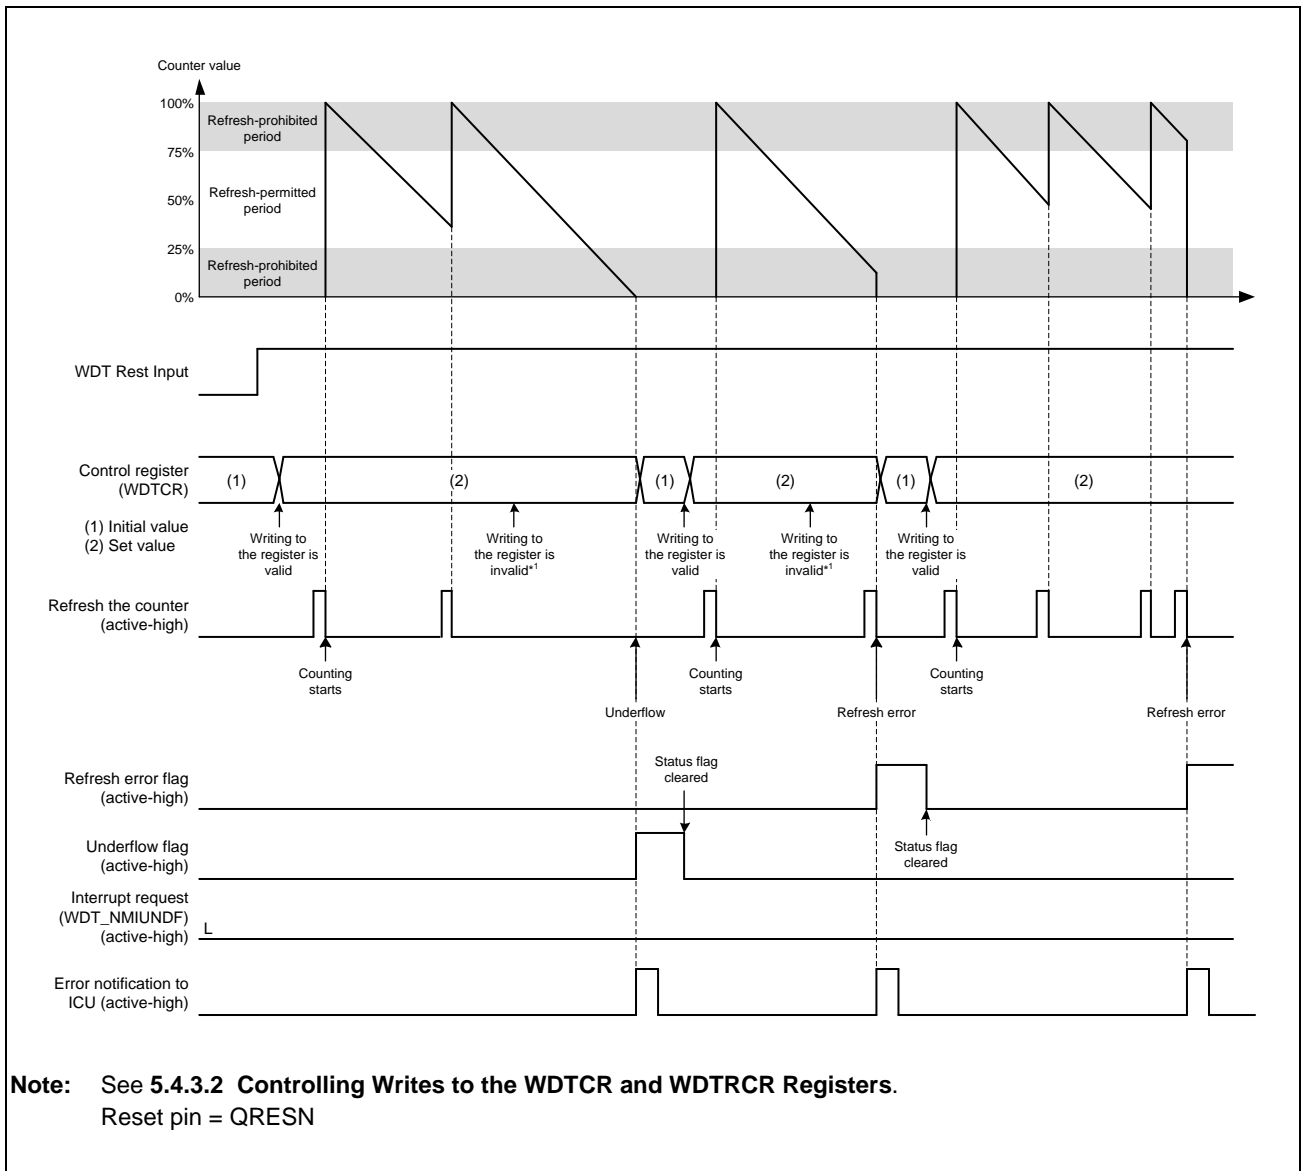 Counter value
100%
Refresh-prohibited
period
75%
Refresh-permitted
period
50%
25%
Refresh-prohibited
period
0%
WDT Rest Input
Control register
(WDTCR)
(1)
(2)
(1)
(2)
(1)
(2)
(1) Initial value
(2) Set value
Writing to
the register is
valid
Writing to
the register is
invalid*1
Writing to
the register is
valid
Writing to
the register is
invalid*1
Writing to
the register is
valid
Refresh the counter
(active-high)
Counting
starts
Counting
starts
Counting
starts
Underflow
Refresh error
Refresh error
Refresh error flag
(active-high)
Status flag
cleared
Underflow flag
(active-high)
Status flag
cleared
Interrupt request
(WDT_NMIUNDF)
(active-high)
L
Error notification to
ICU (active-high)
Note: See 5.4.3.2 Controlling Writes to the WDTCR and WDTRCR Registers.
Reset pin = QRESN